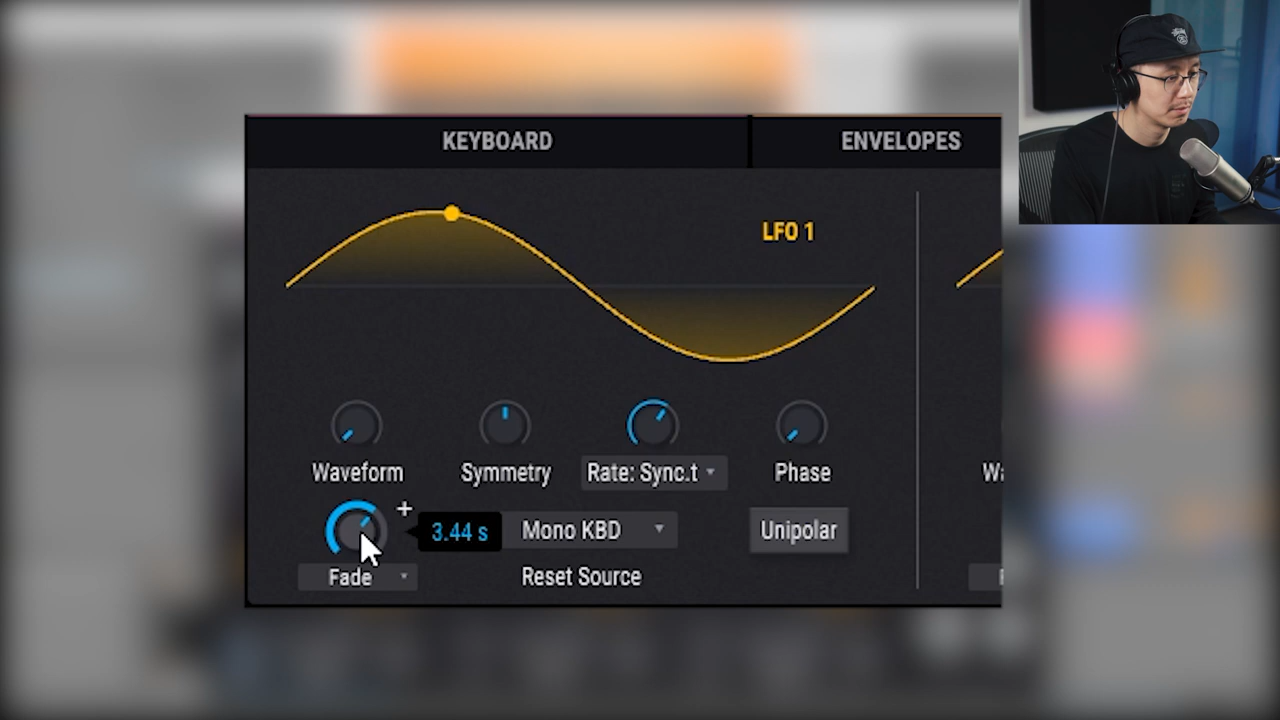 KEYBOARD
ENVELOPES
LFO 1
Waveform
Symmetry
Rate: Sync.t
Phase
3.44 s
Mono KBD
Unipolar
Fade
Reset Source